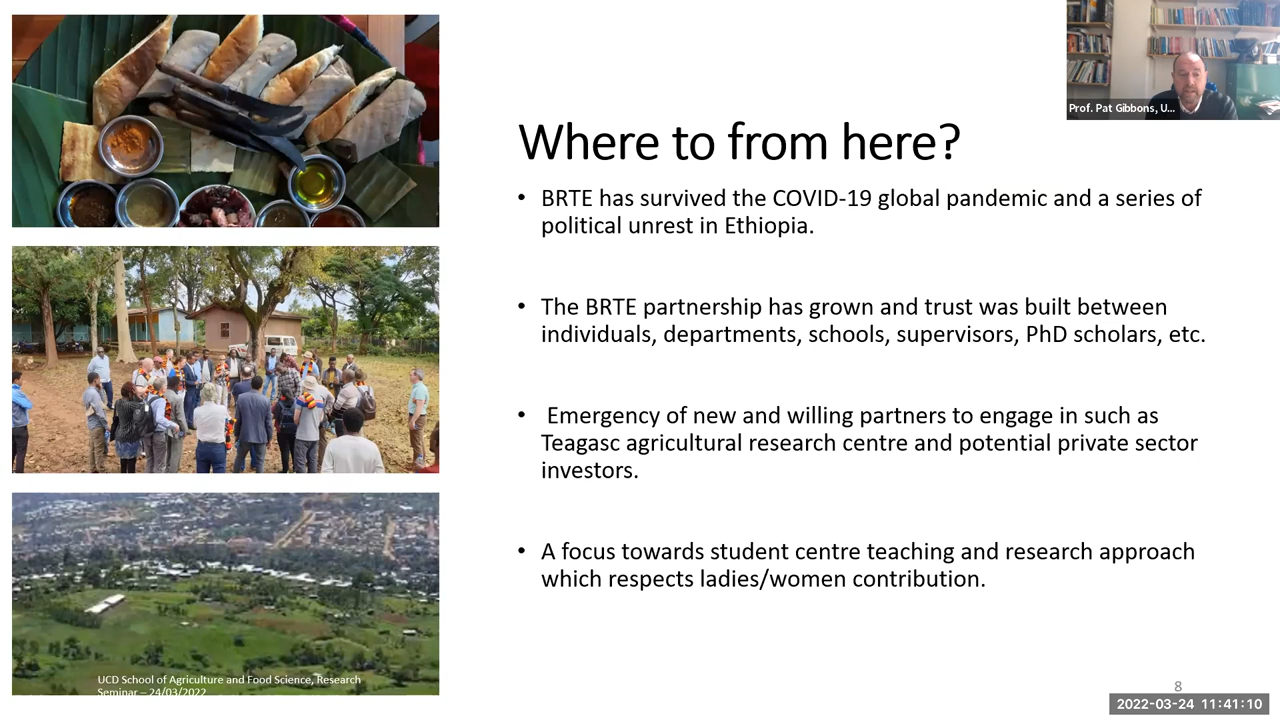 Prof. Pat Gibbons, U...
Where to from here?
• BRTE has survived the COVID-19 global pandemic and a series of
political unrest in Ethiopia.
• The BRTE partnership has grown and trust was built between
individuals, departments, schools, supervisors, PhD scholars, etc.
• Emergency of new and willing partners to engage in such as
Teagasc agricultural research centre and potential private sector
investors.
• A focus towards student centre teaching and research approach
which respects ladies/women contribution.
UCD School of Agriculture and Food Science, Research
Seminar – 24/03/2022
8
2022-03-24 11:41:10